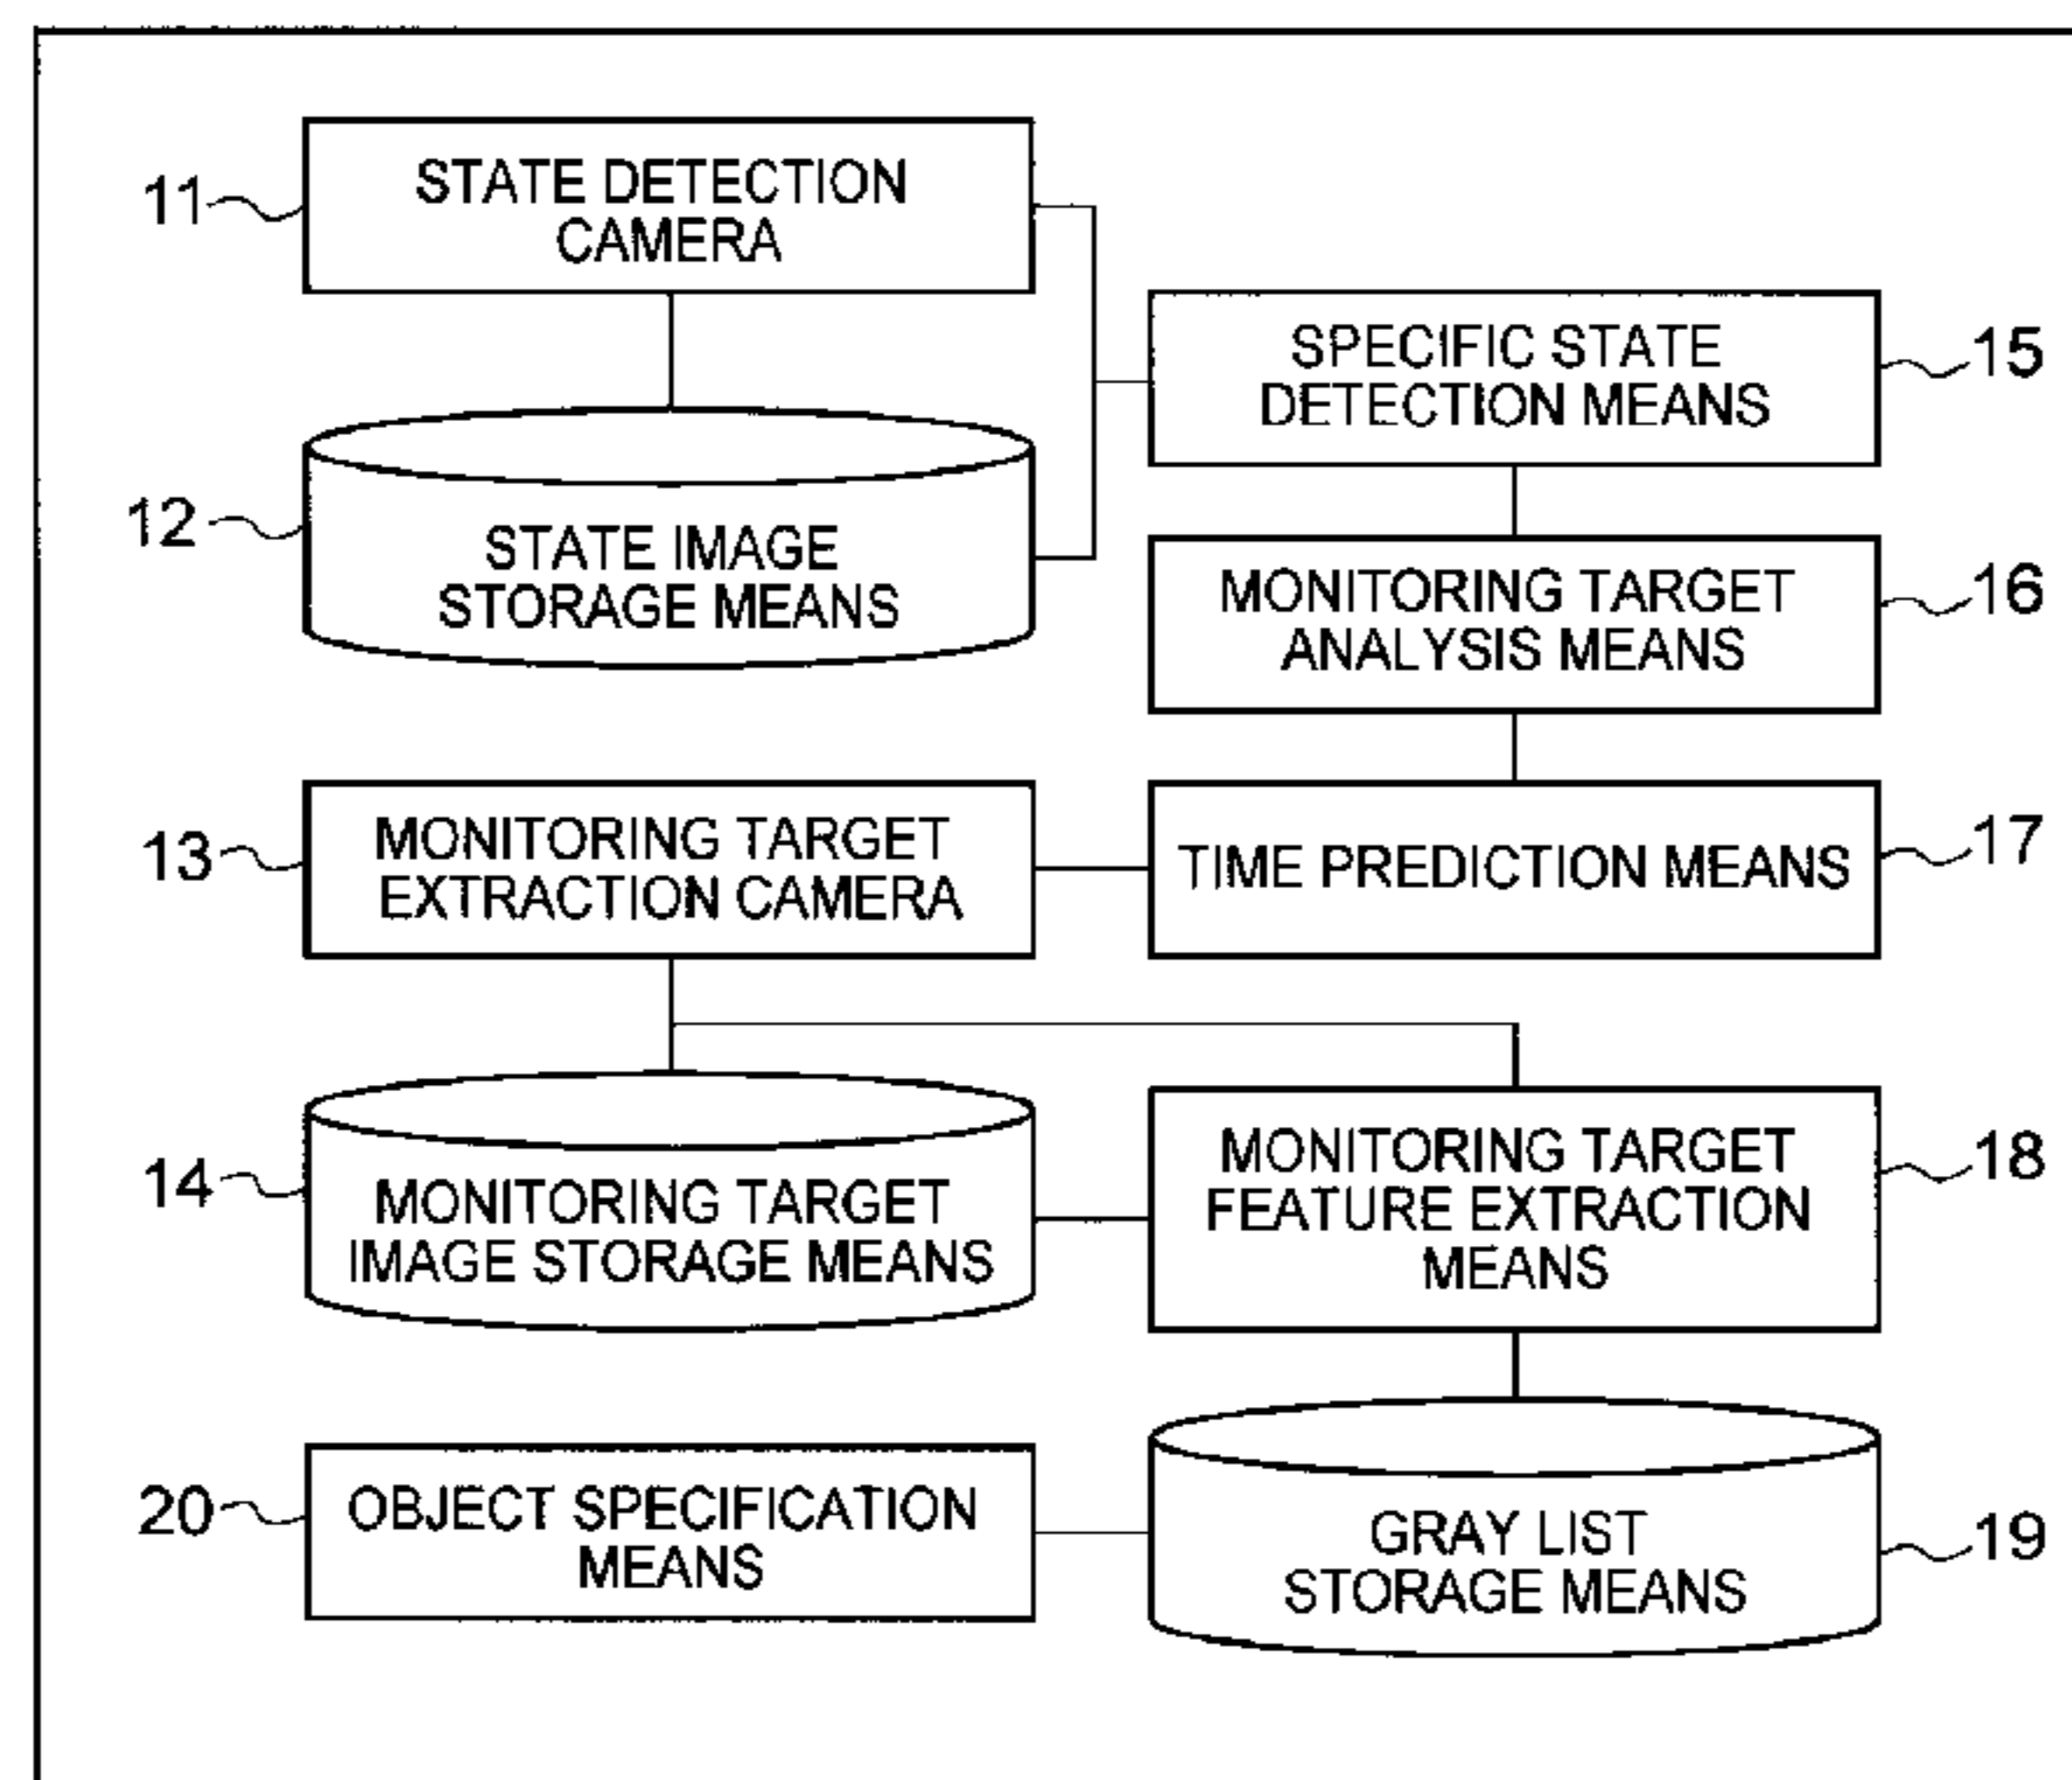 11
STATE DETECTION
CAMERA
12
STATE IMAGE
STORAGE MEANS
SPECIFIC STATE
DETECTION MEANS
15
MONITORING TARGET
ANALYSIS MEANS
16
13
MONITORING TARGET
EXTRACTION CAMERA
TIME PREDICTION MEANS
17
14
MONITORING TARGET
IMAGE STORAGE MEANS
MONITORING TARGET
FEATURE EXTRACTION
MEANS
18
20
OBJECT SPECIFICATION
MEANS
GRAY LIST
STORAGE MEANS
19